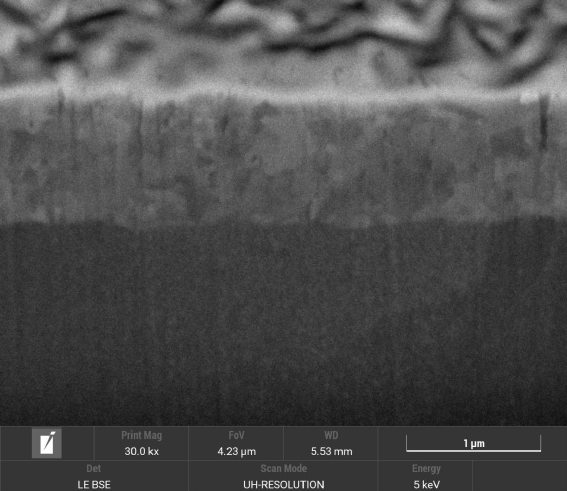 Print Mag
30.0 kx
FoV
4.23 µm
WD
5.53 mm
1 µm
Det
LE BSE
Scan Mode
UH-RESOLUTION
Energy
5 keV